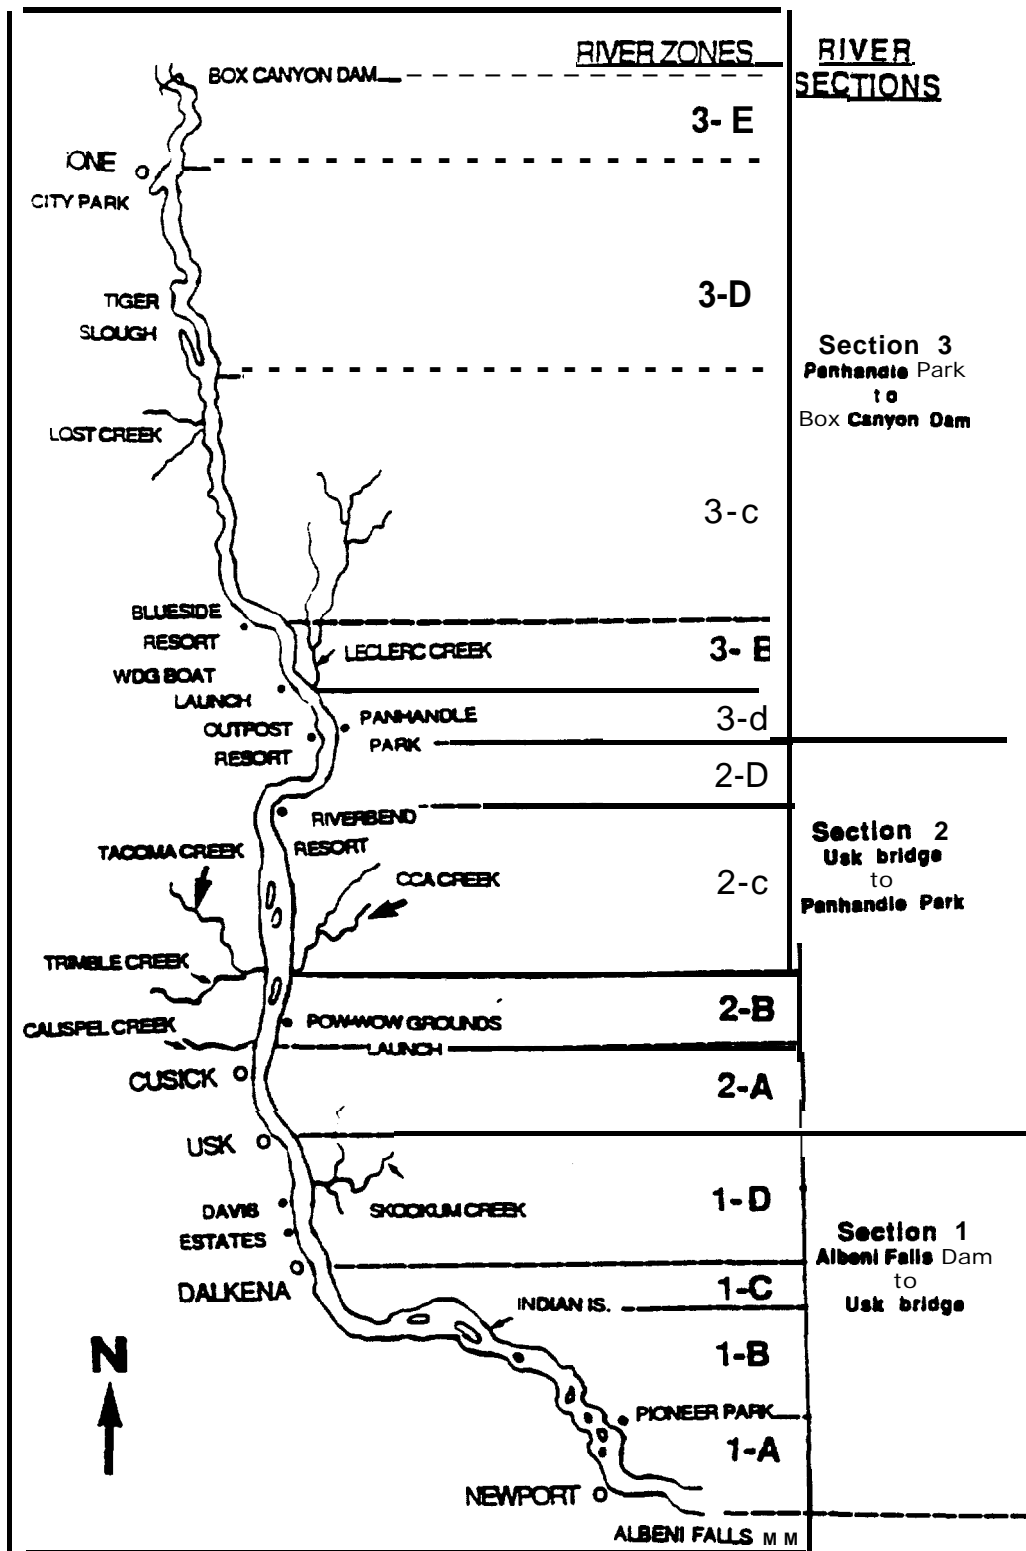 RIVER ZONES
RIVER
SECTIONS
BOX CANYON DAM
3- E
iONE
CITY PARK
3-D
TIGER
SLOUGH
Section 3
Panhandle Park
to
Box Canyon Dam
LOST CREEK
3-c
BLUESIDE
RESORT
3- B
LECLERC CREEK
WDG BOAT
LAUNCH
3-d
PANHANDLE
PARK
OUTPOST
RESORT
2-D
RIVERBEND
RESORT
Section 2
Usk bridge
to
Panhandle Park
TACOMA CREEK
CCA CREEK
2-c
TRIMBLE CREEK
2-B
POW-WOW GROUNDS
LAUNCH
CALISPEL CREEK
CUSICK
2-A
USK
1-D
DAVIS
ESTATES
SKOOKUM CREEK
Section 1
Albeni Falls Dam
to
Usk bridge
DALKENA
1-C
INDIAN IS.
1-B
N
PIONEER PARK
1-A
NEWPORT
ALBENI FALLS M M